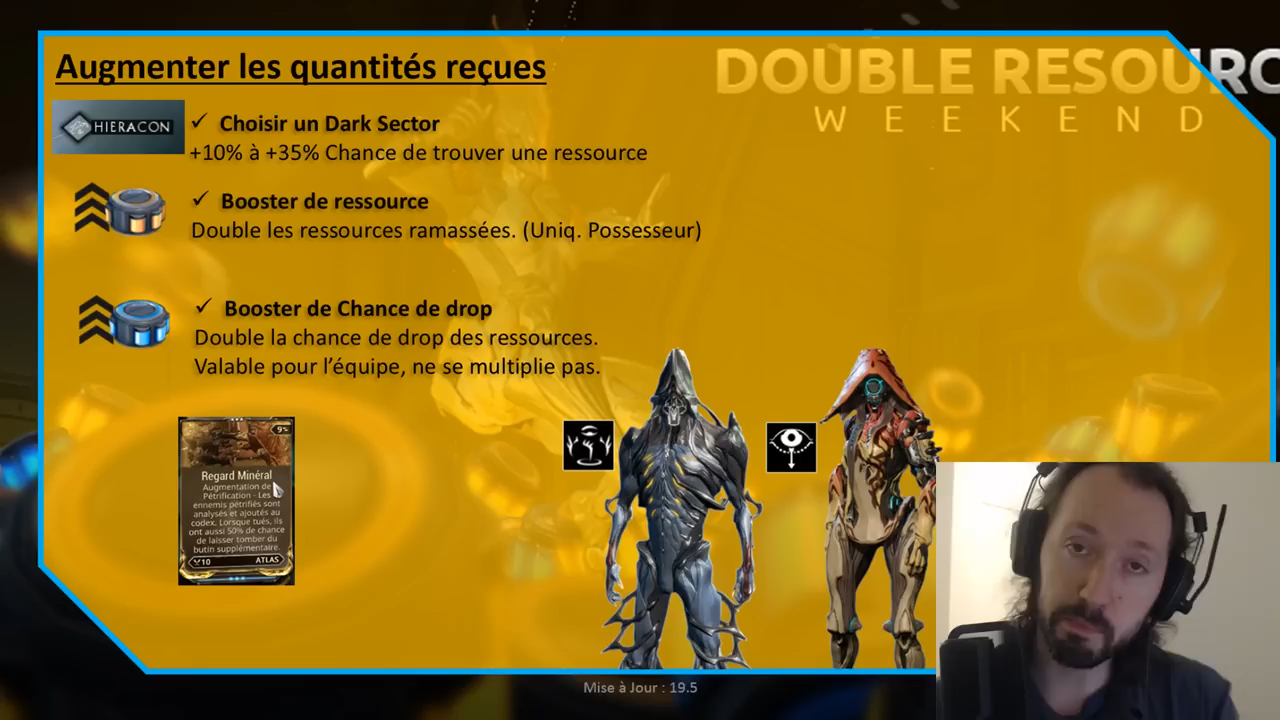 Augmenter les quantités reçues
DOUBLE RESOURC
WEEKEND
HIERACON
✓ Choisir un Dark Sector
+10% à +35% Chance de trouver une ressource
✓ Booster de ressource
Double les ressources ramassées. (Uniq. Possesseur)
✓ Booster de Chance de drop
Double la chance de drop des ressources.
Valable pour l'équipe, ne se multiplie pas.
9
Regard Minéral
Augmentation de
Pétrification - Les
ennemis pétrifiés sont
analysés et ajoutés au
codex. Lorsque tués, ils
ont aussi 50% de chance
de laisser tomber du
butin supplémentaire.
10 ATLAS
Mise à Jour : 19.5